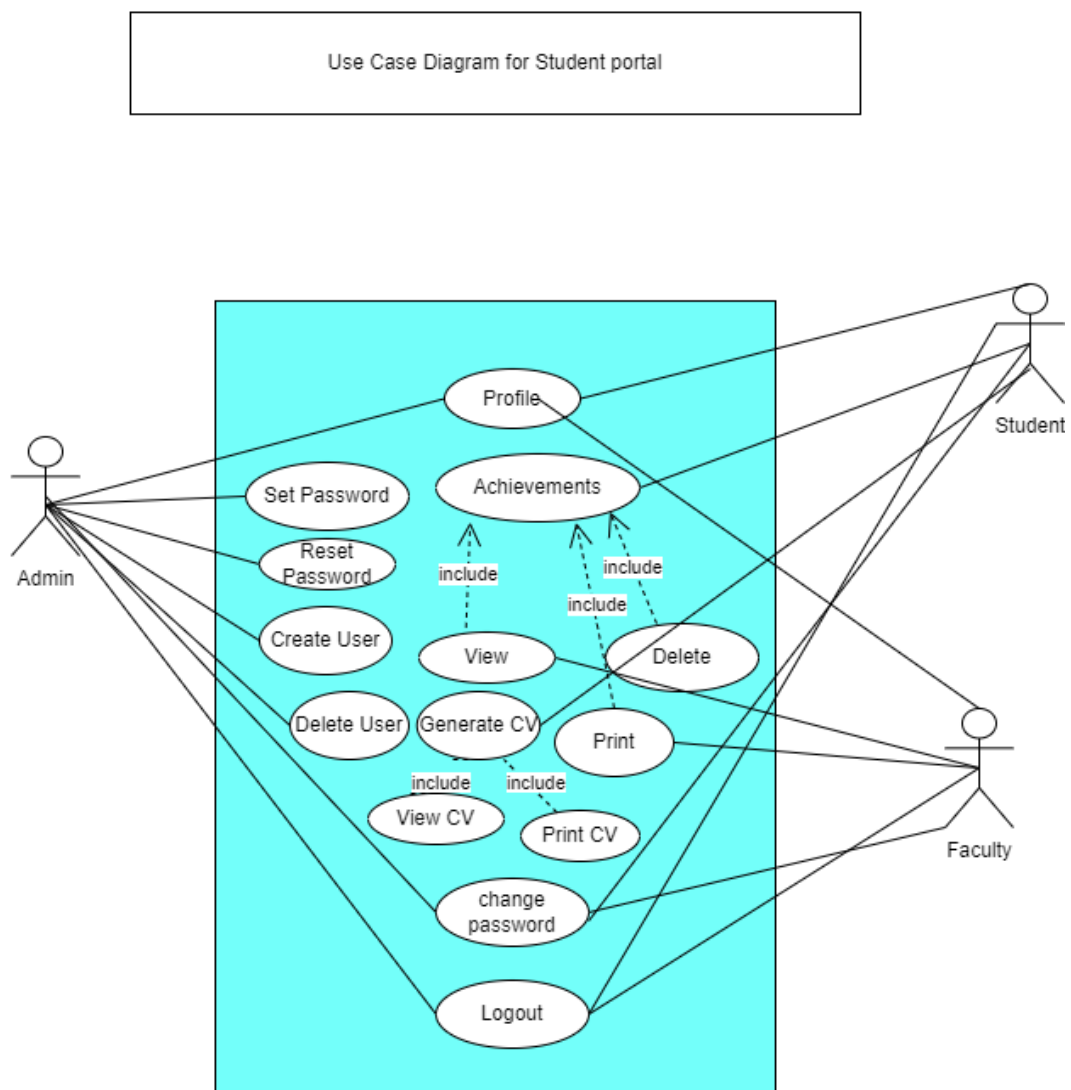 Use Case Diagram for Student portal
Profile
Student
Achievements
Set Password
Reset
Password
Admin
include
include
include
Create User
View
Delete
Delete User
Generate CV
Print
include
include
View CV
Print CV
Faculty
change
password
Logout